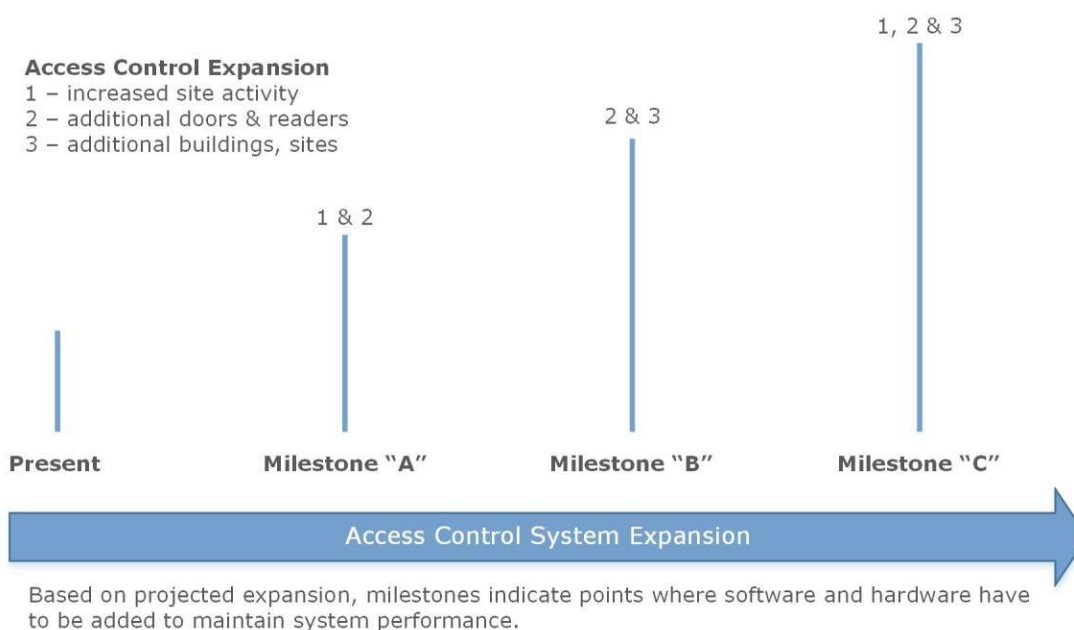 1, 2 & 3
Access Control Expansion
1 – increased site activity
2 – additional doors & readers
3 – additional buildings, sites
2 & 3
1 & 2
Present
Milestone “A”
Milestone “B”
Milestone “C”
Access Control System Expansion
Based on projected expansion, milestones indicate points where software and hardware have
to be added to maintain system performance.